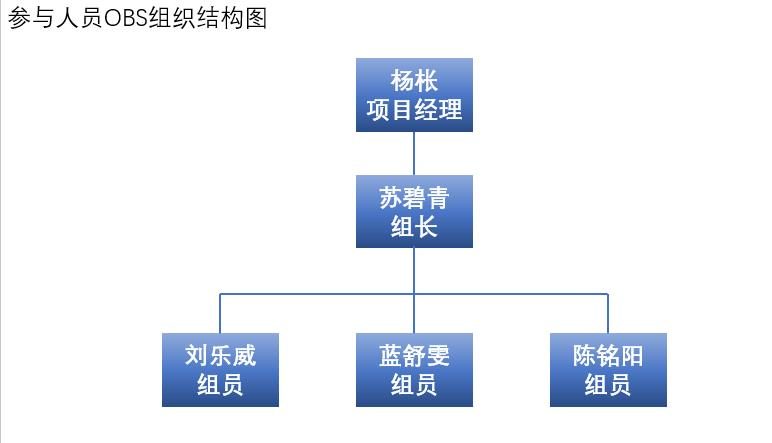 参与人员OBS组织结构图
杨枨
项目经理
苏碧青
组长
刘乐威
组员
蓝舒雯
组员
陈铭阳
组员